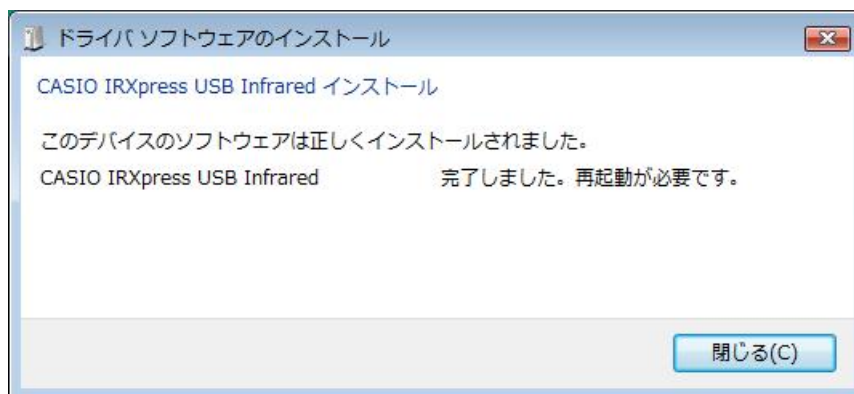 ドライバ ソフトウェアのインストール
CASIO IRXpress USB Infrared インストール
このデバイスのソフトウェアは正しくインストールされました。
CASIO IRXpress USB Infrared 完了しました。再起動が必要です。
閉じる(C)